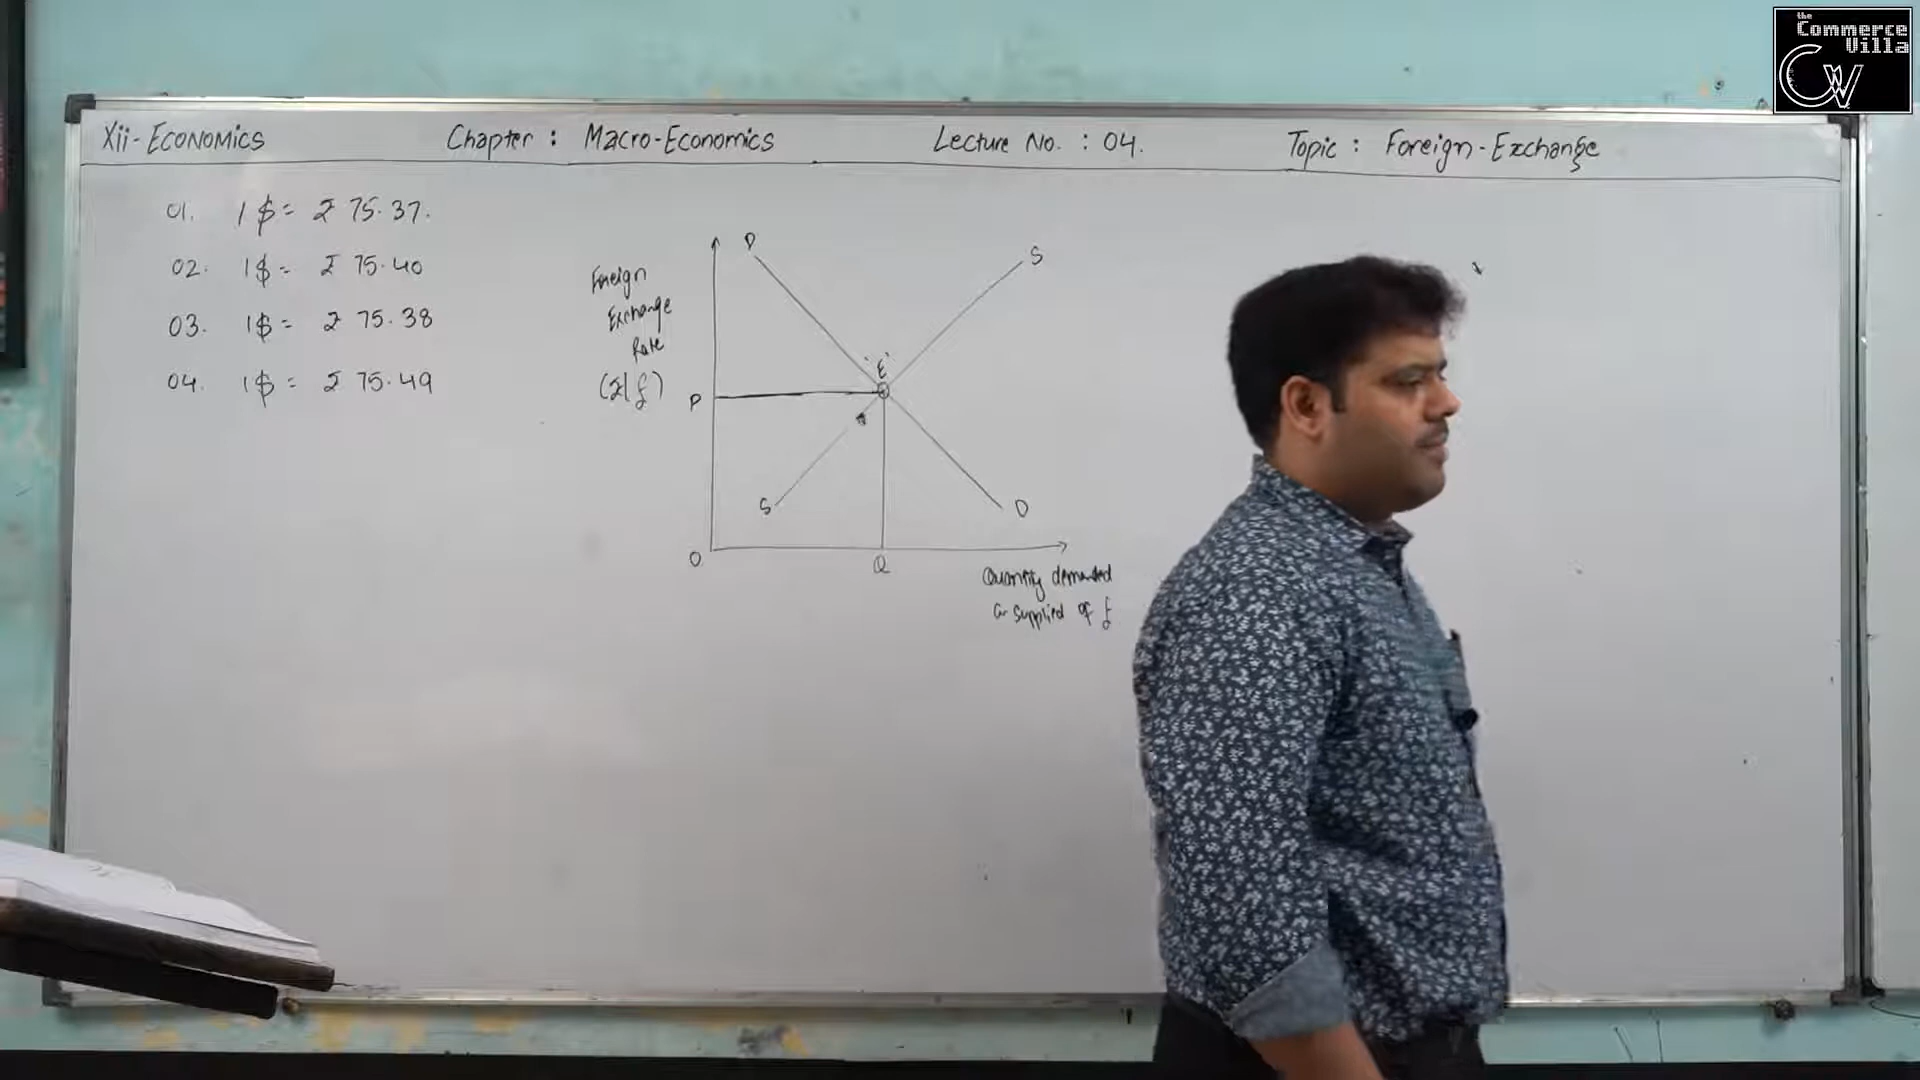 the
Commerce
Villa
CW
Xii-ECONOMICS Chapter : Macro-Economics Lecture No. : 04. Topic : Foreign-Exchange
01. 1$ = ₹ 75.37.
02. 1$ = ₹ 75.40
03. 1$ = ₹ 75.38
04. 1$ = ₹ 75.49
Foreign
Exchange
Rate
(₹/£)
D
S
'E'
P
S
D
O
Q
Quantity demanded
or supplied of £